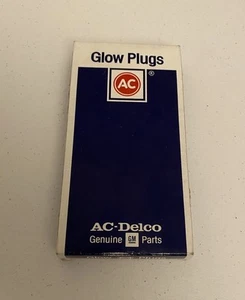 Glow Plugs
AC
®
AC-Delco
Genuine GM Parts